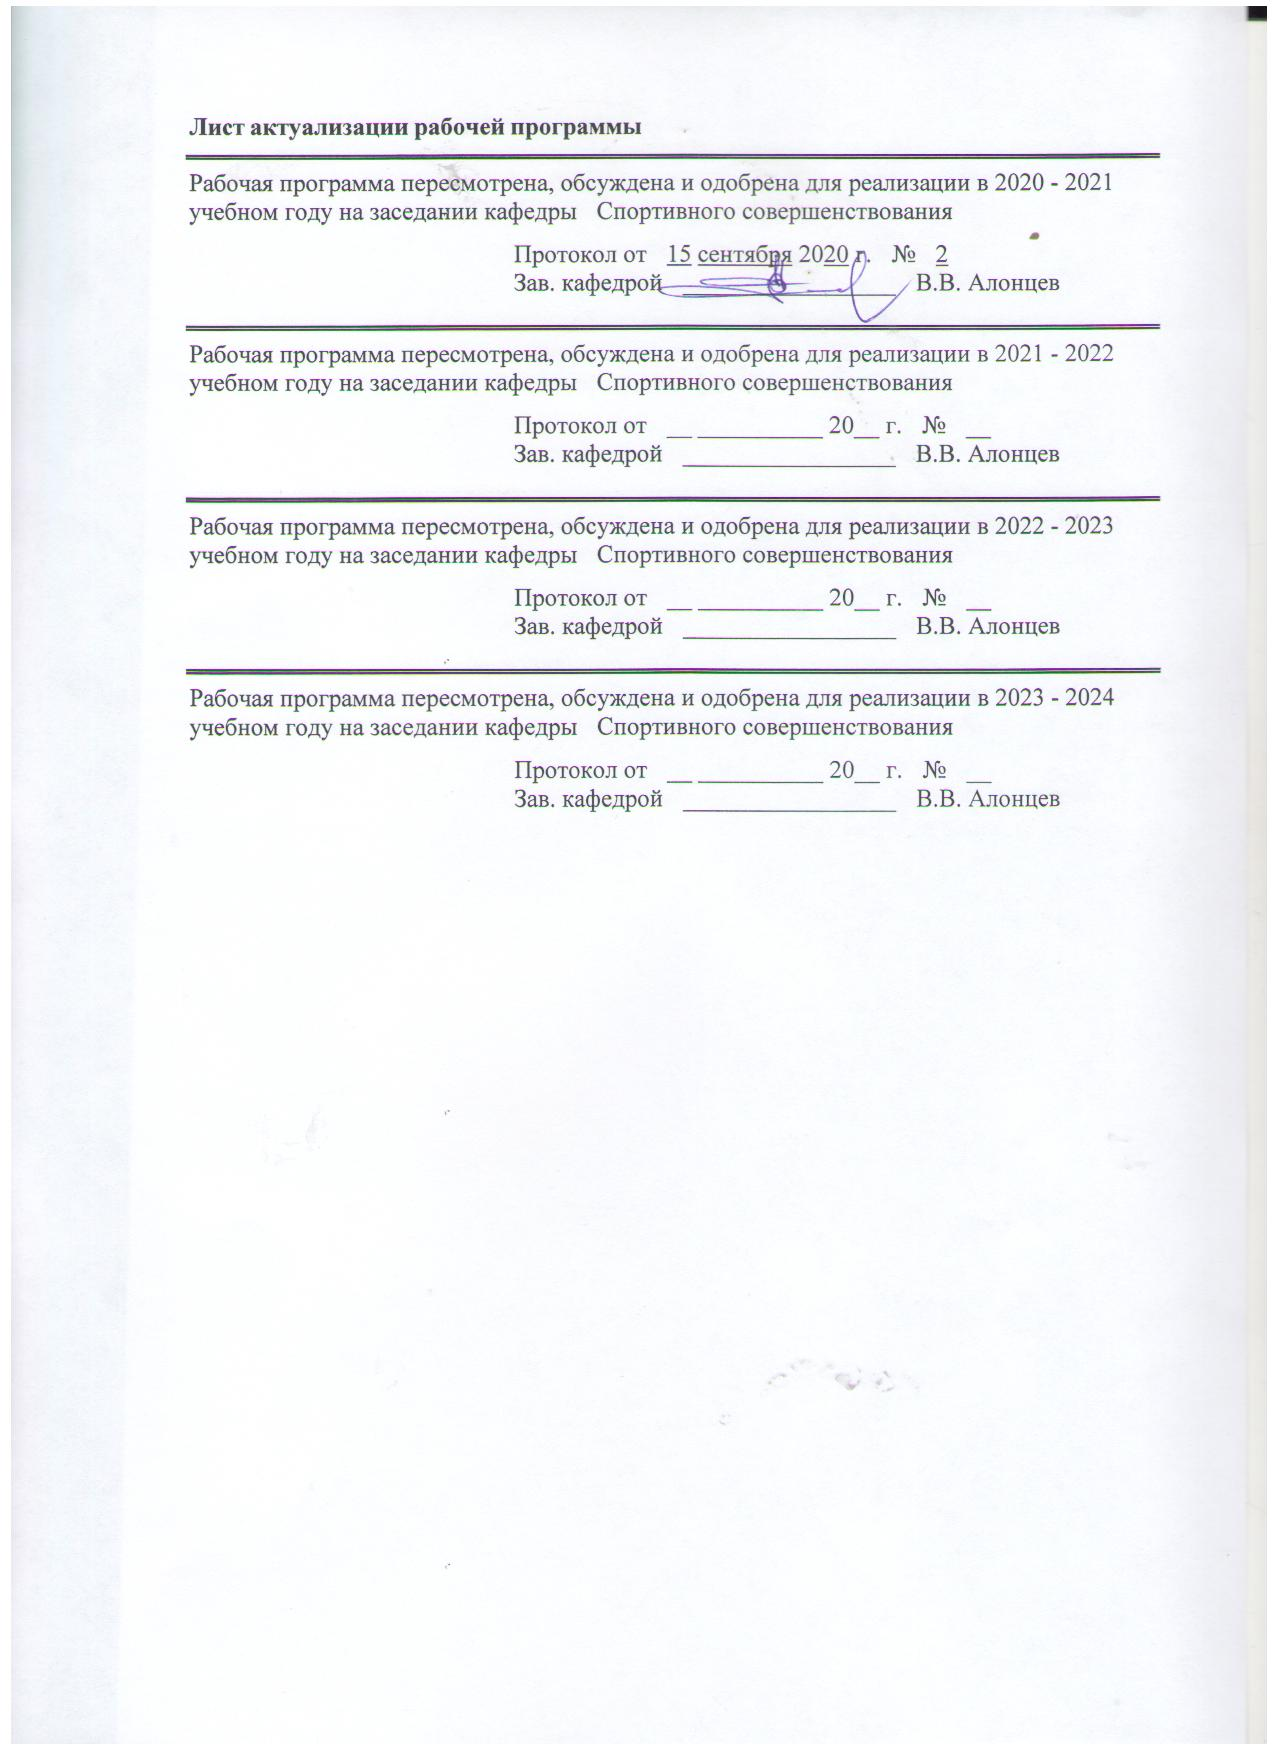 Лист актуализации рабочей программы
Рабочая программа пересмотрена, обсуждена и одобрена для реализации в 2020 - 2021
учебном году на заседании кафедры Спортивного совершенствования
Протокол от 15 сентября 2020 г. № 2
Зав. кафедрой _________________ В.В. Алонцев
Рабочая программа пересмотрена, обсуждена и одобрена для реализации в 2021 - 2022
учебном году на заседании кафедры Спортивного совершенствования
Протокол от __ __________ 20__ г. № __
Зав. кафедрой _________________ В.В. Алонцев
Рабочая программа пересмотрена, обсуждена и одобрена для реализации в 2022 - 2023
учебном году на заседании кафедры Спортивного совершенствования
Протокол от __ __________ 20__ г. № __
Зав. кафедрой _________________ В.В. Алонцев
Рабочая программа пересмотрена, обсуждена и одобрена для реализации в 2023 - 2024
учебном году на заседании кафедры Спортивного совершенствования
Протокол от __ __________ 20__ г. № __
Зав. кафедрой _________________ В.В. Алонцев